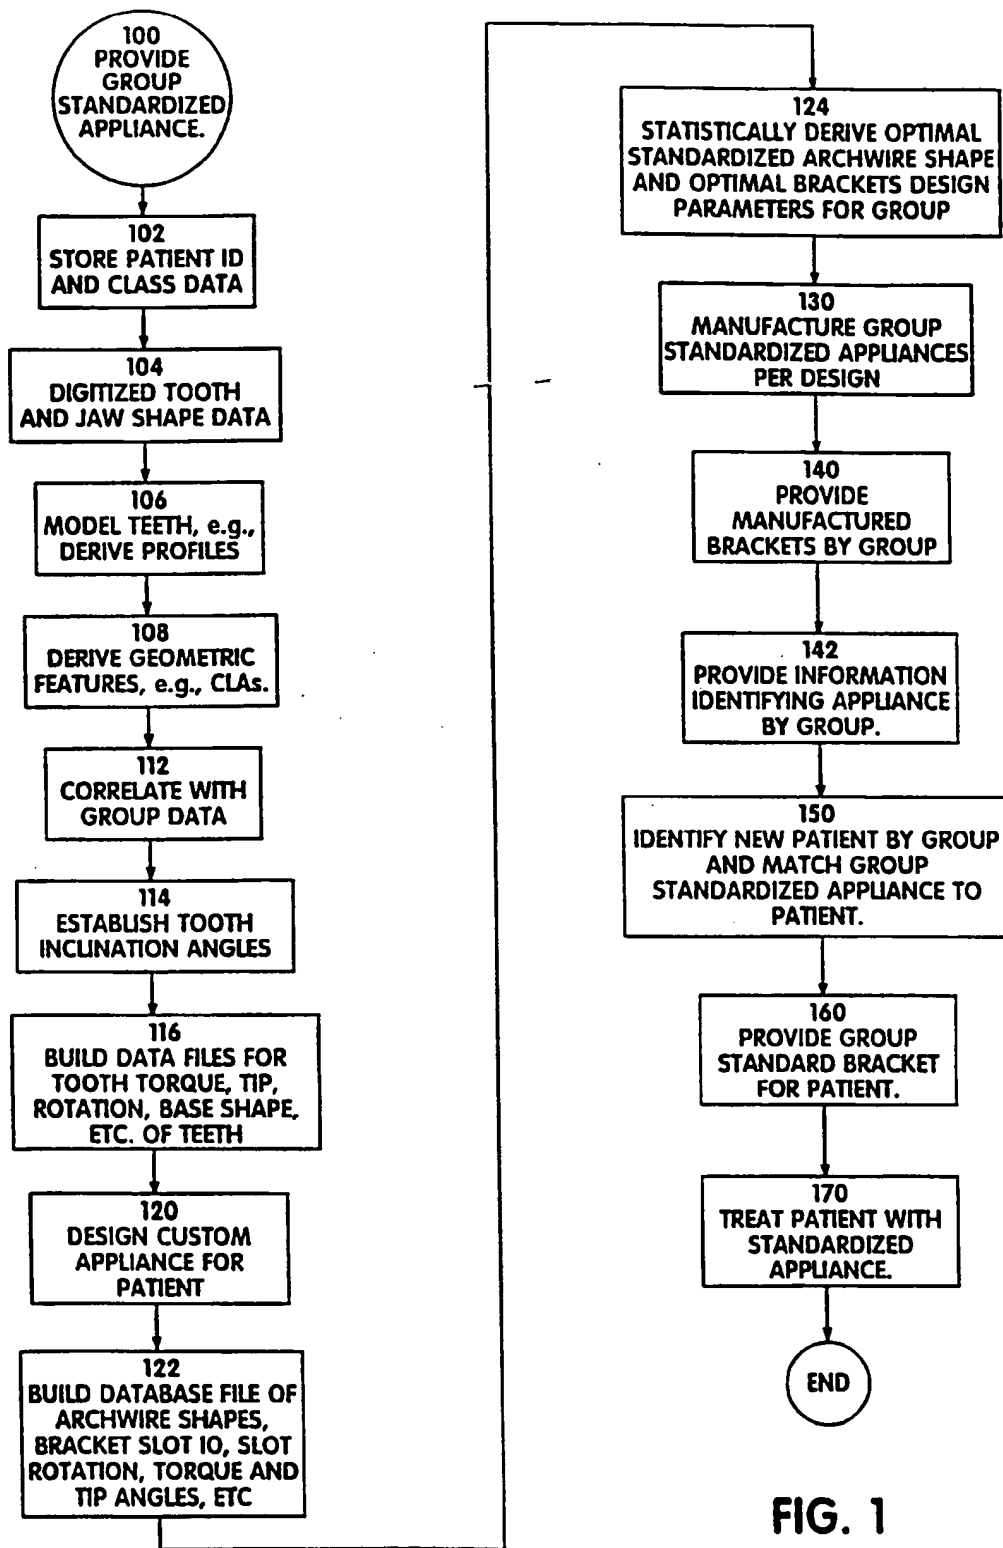 100
PROVIDE
GROUP
STANDARDIZED
APPLIANCE.
102
STORE PATIENT ID
AND CLASS DATA
104
DIGITIZED TOOTH
AND JAW SHAPE DATA
106
MODEL TEETH, e.g.,
DERIVE PROFILES
108
DERIVE GEOMETRIC
FEATURES, e.g., CLAs.
112
CORRELATE WITH
GROUP DATA
114
ESTABLISH TOOTH
INCLINATION ANGLES
116
BUILD DATA FILES FOR
TOOTH TORQUE, TIP,
ROTATION, BASE SHAPE,
ETC. OF TEETH
120
DESIGN CUSTOM
APPLIANCE FOR
PATIENT
122
BUILD DATABASE FILE OF
ARCHWIRE SHAPES,
BRACKET SLOT IO, SLOT
ROTATION, TORQUE AND
TIP ANGLES, ETC
124
STATISTICALLY DERIVE OPTIMAL
STANDARDIZED ARCHWIRE SHAPE
AND OPTIMAL BRACKETS DESIGN
PARAMETERS FOR GROUP
130
MANUFACTURE GROUP
STANDARDIZED APPLIANCES
PER DESIGN
140
PROVIDE
MANUFACTURED
BRACKETS BY GROUP
142
PROVIDE INFORMATION
IDENTIFYING APPLIANCE
BY GROUP.
150
IDENTIFY NEW PATIENT BY GROUP
AND MATCH GROUP
STANDARDIZED APPLIANCE TO
PATIENT.
160
PROVIDE GROUP
STANDARD BRACKET
FOR PATIENT.
170
TREAT PATIENT WITH
STANDARDIZED
APPLIANCE.
END
FIG. 1